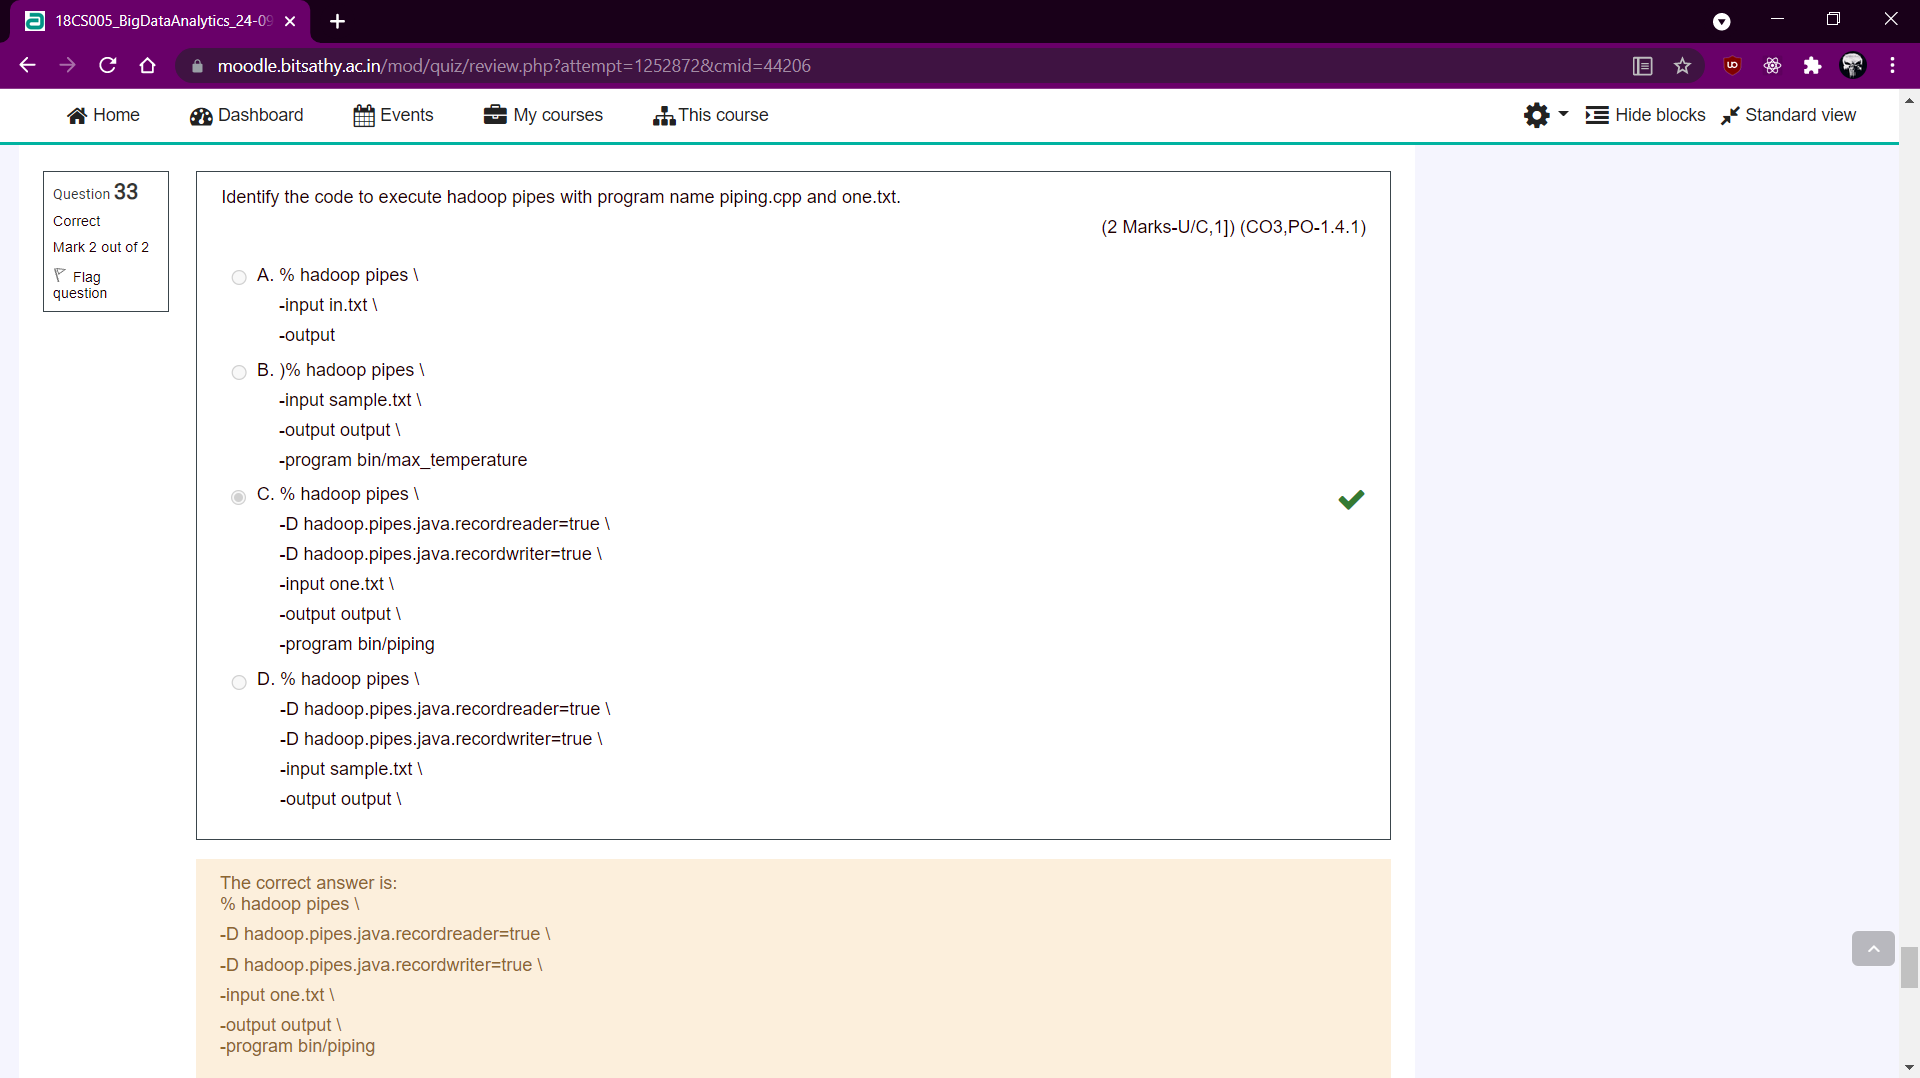 18CS005_BigDataAnalytics_24-09
moodle.bitsathy.ac.in/mod/quiz/review.php?attempt=1252872&cmid=44206
Home Dashboard Events My courses This course Hide blocks Standard view
Question 33
Correct
Mark 2 out of 2
Flag
question
Identify the code to execute hadoop pipes with program name piping.cpp and one.txt.
(2 Marks-U/C,1]) (CO3,PO-1.4.1)
A. % hadoop pipes \
-input in.txt \
-output
B. )% hadoop pipes \
-input sample.txt \
-output output \
-program bin/max_temperature
C. % hadoop pipes \
-D hadoop.pipes.java.recordreader=true \
-D hadoop.pipes.java.recordwriter=true \
-input one.txt \
-output output \
-program bin/piping
D. % hadoop pipes \
-D hadoop.pipes.java.recordreader=true \
-D hadoop.pipes.java.recordwriter=true \
-input sample.txt \
-output output \
The correct answer is:
% hadoop pipes \
-D hadoop.pipes.java.recordreader=true \
-D hadoop.pipes.java.recordwriter=true \
-input one.txt \
-output output \
-program bin/piping